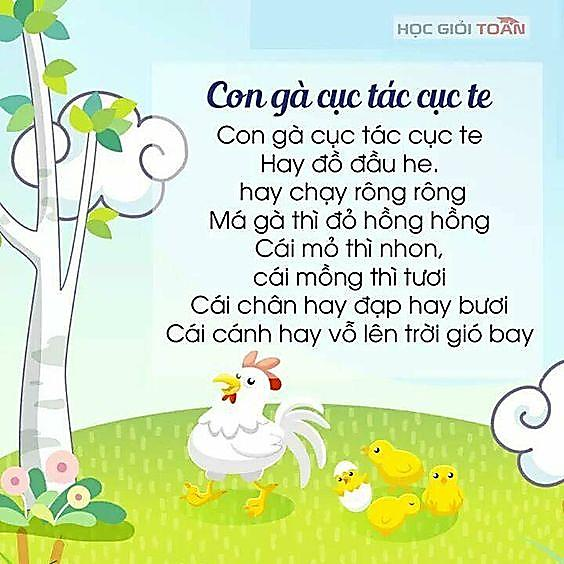 HỌC GIỎI TOÁN
Con gà cục tác cục te
Con gà cục tác cục te
Hay đồ đầu he.
hay chạy rông rông
Má gà thì đỏ hồng hồng
Cái mỏ thì nhon,
cái mồng thì tươi
Cái chân hay đạp hay bươi
Cái cánh hay vỗ lên trời gió bay